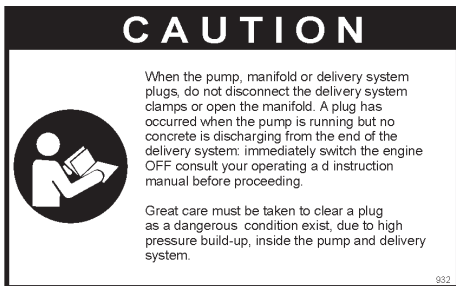 CAUTION
When the pump, manifold or delivery system
plugs, do not disconnect the delivery system
clamps or open the manifold. A plug has
occurred when the pump is running but no
concrete is discharging from the end of the
delivery system: immediately switch the engine
OFF consult your operating a d instruction
manual before proceeding.
Great care must be taken to clear a plug
as a dangerous condition exist, due to high
pressure build-up, inside the pump and delivery
system.
932